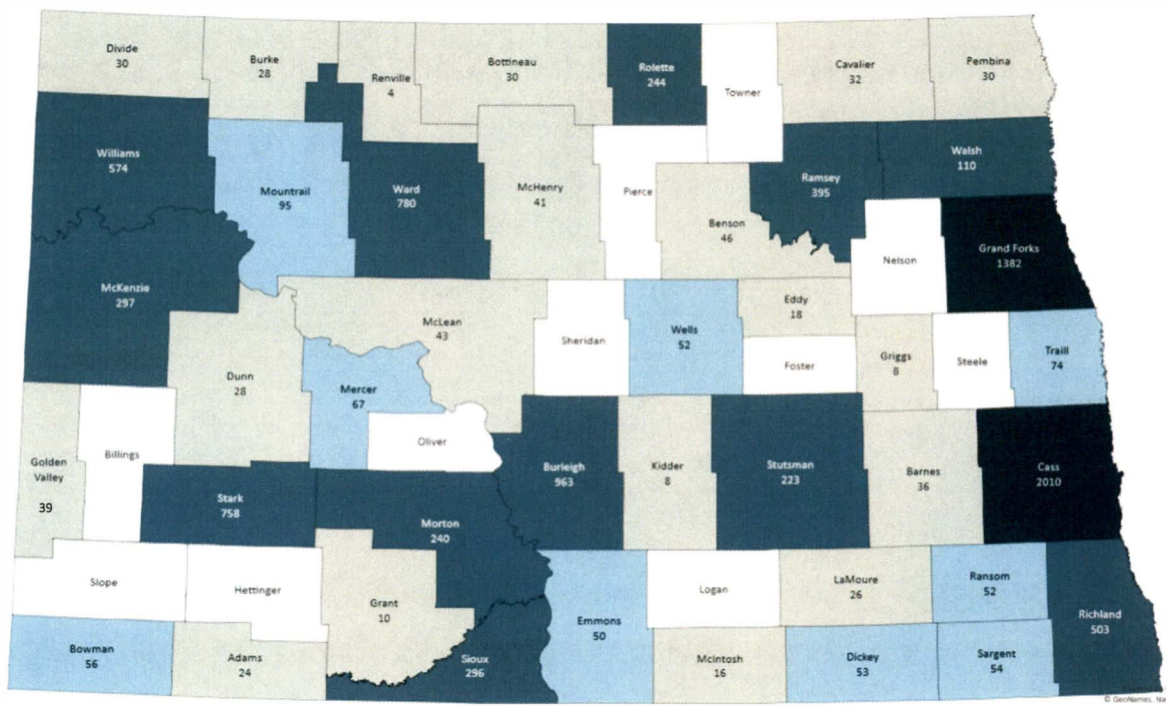 Divide
30
Burke
28
Renville
4
Bottineau
30
Rolette
244
Towner
Cavalier
32
Pembina
30
Williams
574
Mountrail
95
Ward
780
McHenry
41
Pierce
Benson
46
Ramsey
395
Walsh
110
Nelson
Grand Forks
1382
McKenzie
297
Dunn
28
McLean
43
Mercer
67
Oliver
Sheridan
Wells
52
Eddy
18
Foster
Griggs
8
Steele
Traill
74
Golden
Valley
39
Billings
Stark
758
Morton
240
Burleigh
963
Kidder
8
Stutsman
223
Barnes
36
Cass
2010
Slope
Hettinger
Grant
10
Emmons
50
Logan
LaMoure
26
Ransom
52
Richland
503
Bowman
56
Adams
24
Sioux
296
McIntosh
16
Dickey
53
Sargent
54
© GeoNames,